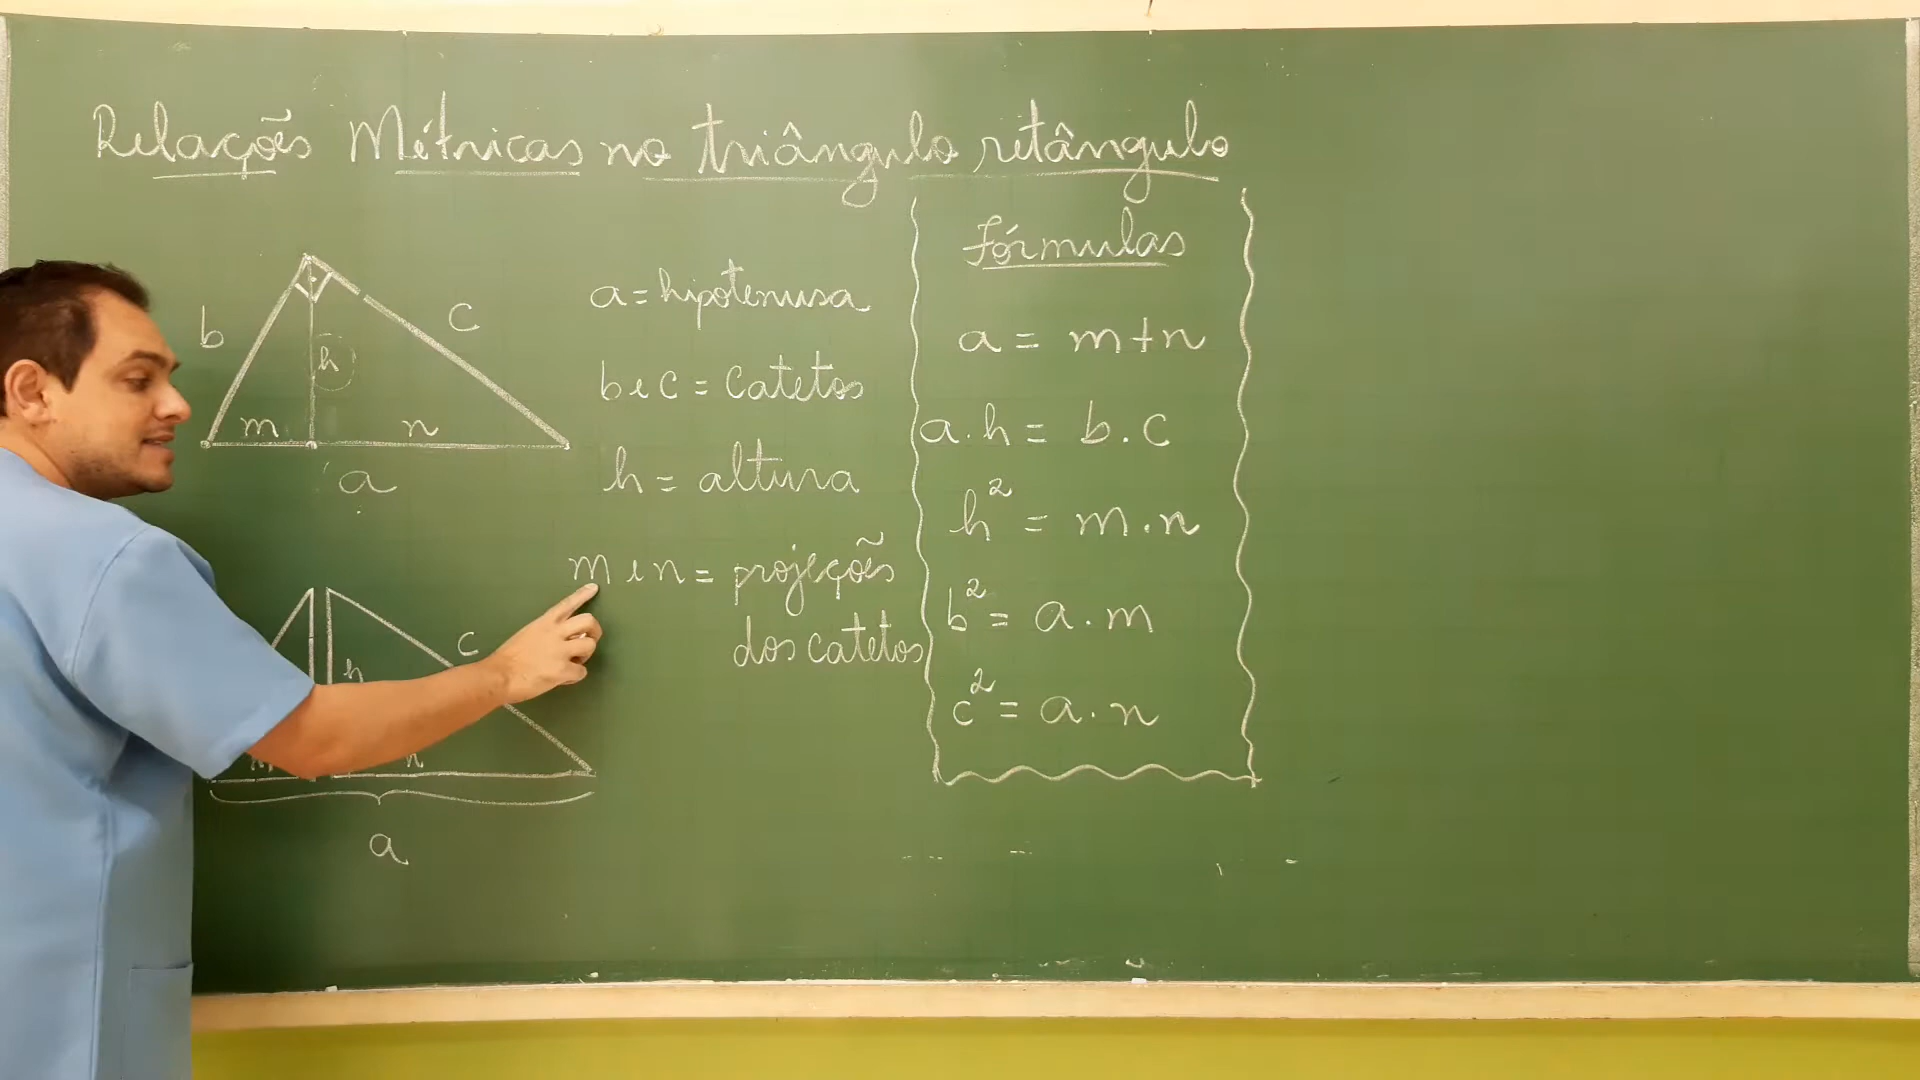 Relações Métricas no triângulo retângulo
b
c
h
m
n
a
a = hipotenusa
b e c = Catetos
h = altura
m e n = projeções
dos catetos
c
h
n
a
Fórmulas
a = m+n
a.h = b.c
h² = m.n
b² = a.m
c² = a.n